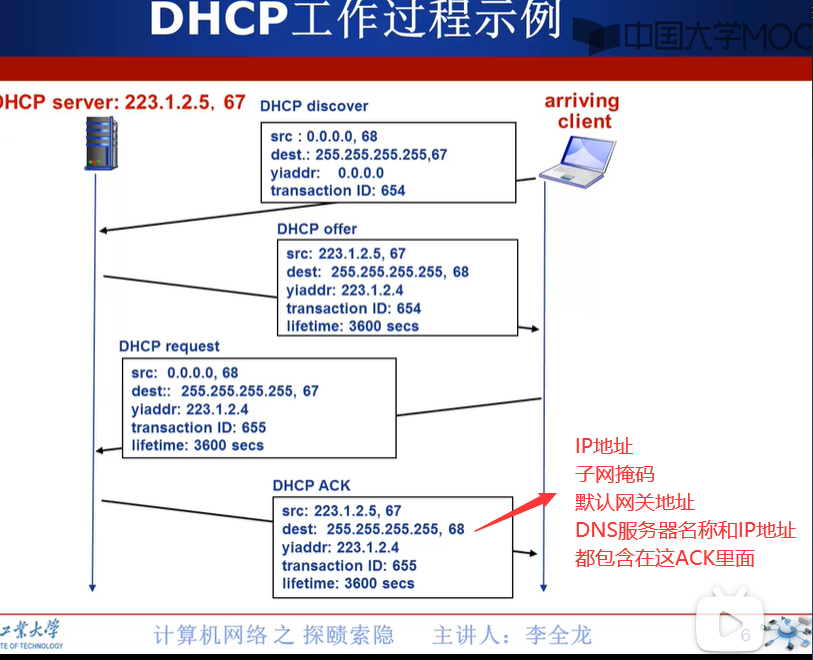 DHCP工作过程示例
中国大学MOOC
DHCP server: 223.1.2.5, 67
DHCP discover
arriving
client
src : 0.0.0.0, 68
dest.: 255.255.255.255,67
yiaddr: 0.0.0.0
transaction ID: 654
DHCP offer
src: 223.1.2.5, 67
dest: 255.255.255.255, 68
yiaddr: 223.1.2.4
transaction ID: 654
lifetime: 3600 secs
DHCP request
src: 0.0.0.0, 68
dest:: 255.255.255.255, 67
yiaddr: 223.1.2.4
transaction ID: 655
lifetime: 3600 secs
DHCP ACK
src: 223.1.2.5, 67
dest: 255.255.255.255, 68
yiaddr: 223.1.2.4
transaction ID: 655
lifetime: 3600 secs
IP地址
子网掩码
默认网关地址
DNS服务器名称和IP地址
都包含在这ACK里面
工业大学
TE OF TECHNOLOGY
计算机网络 之 探赜索隐 主讲人：李全龙
6